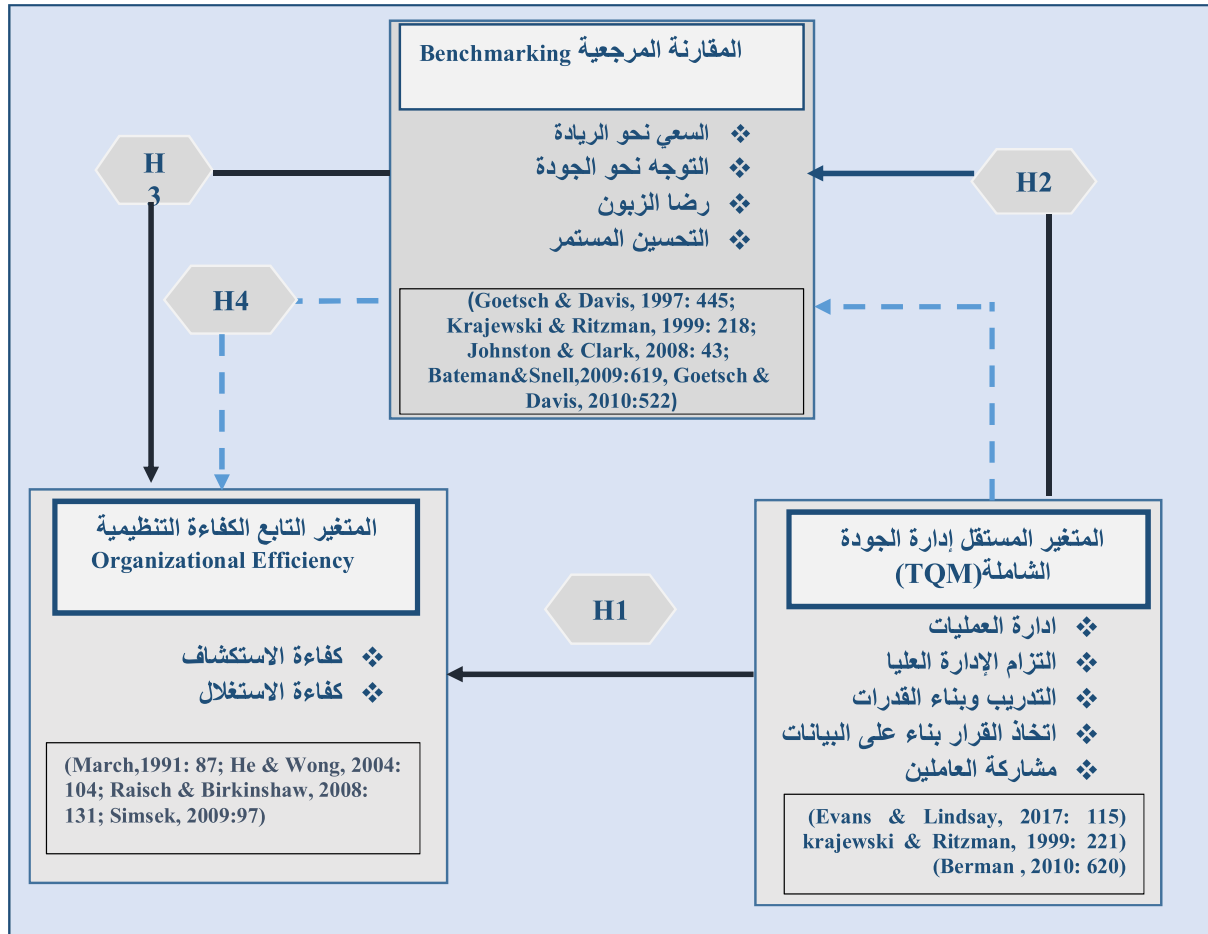 المقارنة المرجعية Benchmarking
❖ السعي نحو الريادة
❖ التوجه نحو الجودة
❖ رضا الزبون
❖ التحسين المستمر
(Goetsch & Davis, 1997: 445;
Krajewski & Ritzman, 1999: 218;
Johnston & Clark, 2008: 43;
Bateman&Snell,2009:619, Goetsch &
Davis, 2010:522)
H2
H
3
H4
H1
المتغير المستقل إدارة الجودة
الشاملة(TQM)
❖ ادارة العمليات
❖ التزام الإدارة العليا
❖ التدريب وبناء القدرات
❖ اتخاذ القرار بناء على البيانات
❖ مشاركة العاملين
(Evans & Lindsay, 2017: 115)
krajewski & Ritzman, 1999: 221)
(Berman , 2010: 620)
المتغير التابع الكفاءة التنظيمية
Organizational Efficiency
❖ كفاءة الاستكشاف
❖ كفاءة الاستغلال
(March,1991: 87; He & Wong, 2004:
104; Raisch & Birkinshaw, 2008:
131; Simsek, 2009:97)